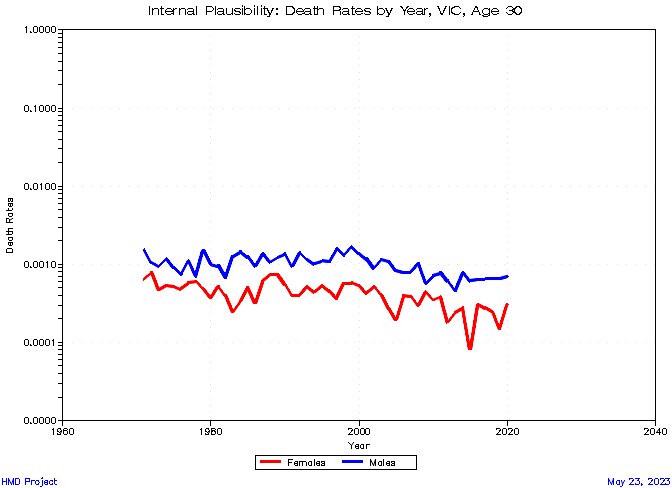 Internal Plausibility: Death Rates by Year, VIC, Age 30
1.0000
0.1000
0.0100
0.0010
0.0001
0.0000
Death Rates
1960
1980
2000
2020
2040
Year
Females
Males
HMD Project
May 23, 2023